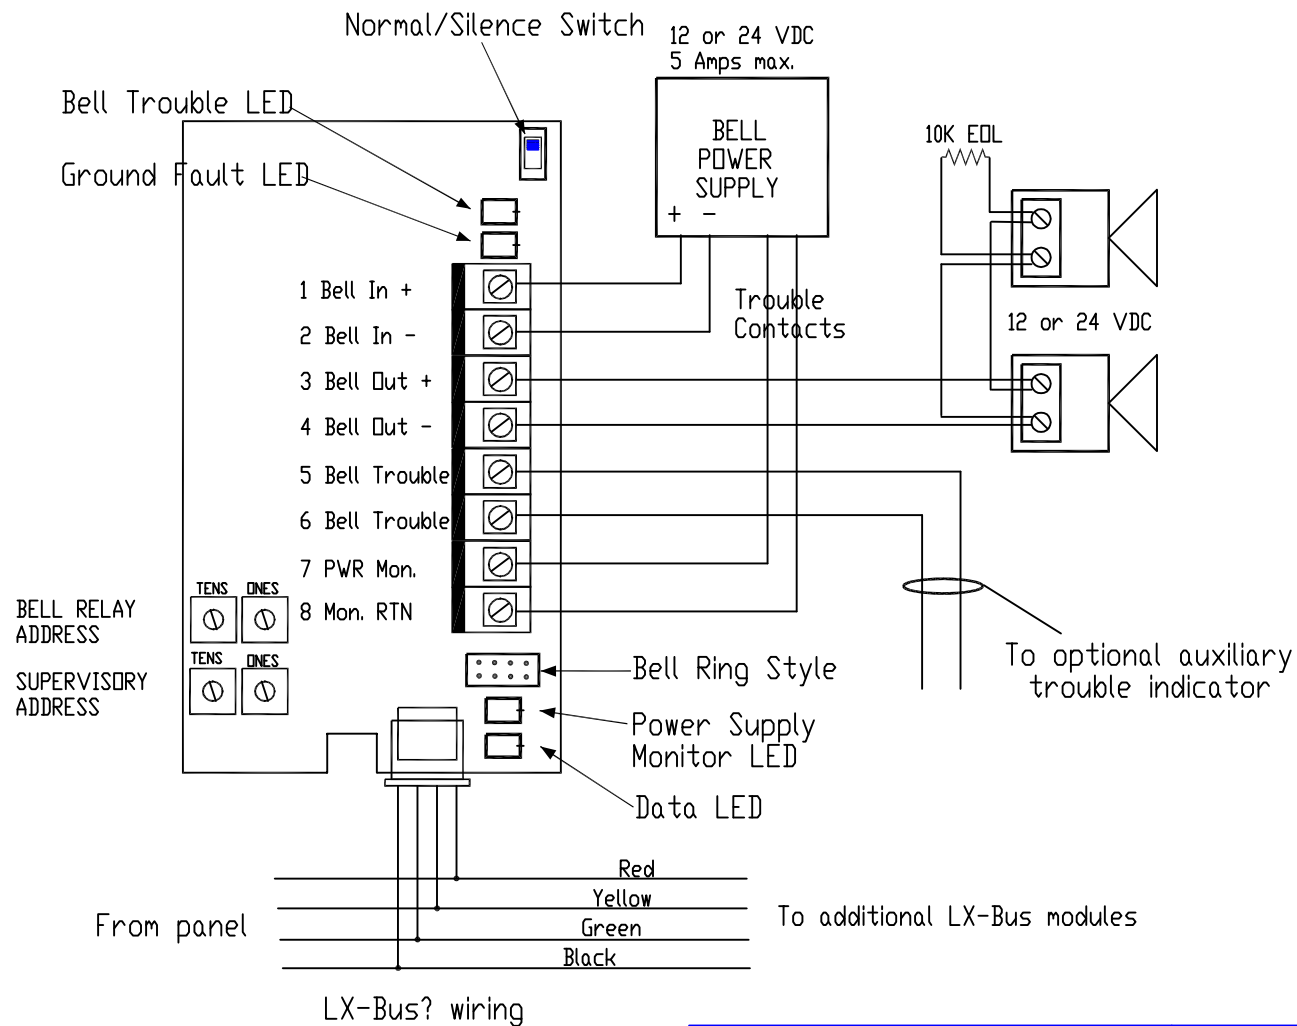 Normal/Silence Switch
12 or 24 VDC
5 Amps max.
Bell Trouble LED
Ground Fault LED
BELL
POWER
SUPPLY
+ -
10K EOL
1 Bell In +
2 Bell In -
3 Bell Out +
4 Bell Out -
5 Bell Trouble
6 Bell Trouble
7 PWR Mon.
8 Mon. RTN
Trouble
Contacts
12 or 24 VDC
TENS ONES
BELL RELAY
ADDRESS
TENS ONES
SUPERVISORY
ADDRESS
Bell Ring Style
Power Supply
Monitor LED
Data LED
To optional auxiliary
trouble indicator
Red
Yellow
Green
Black
From panel
To additional LX-Bus modules
LX-Bus? wiring